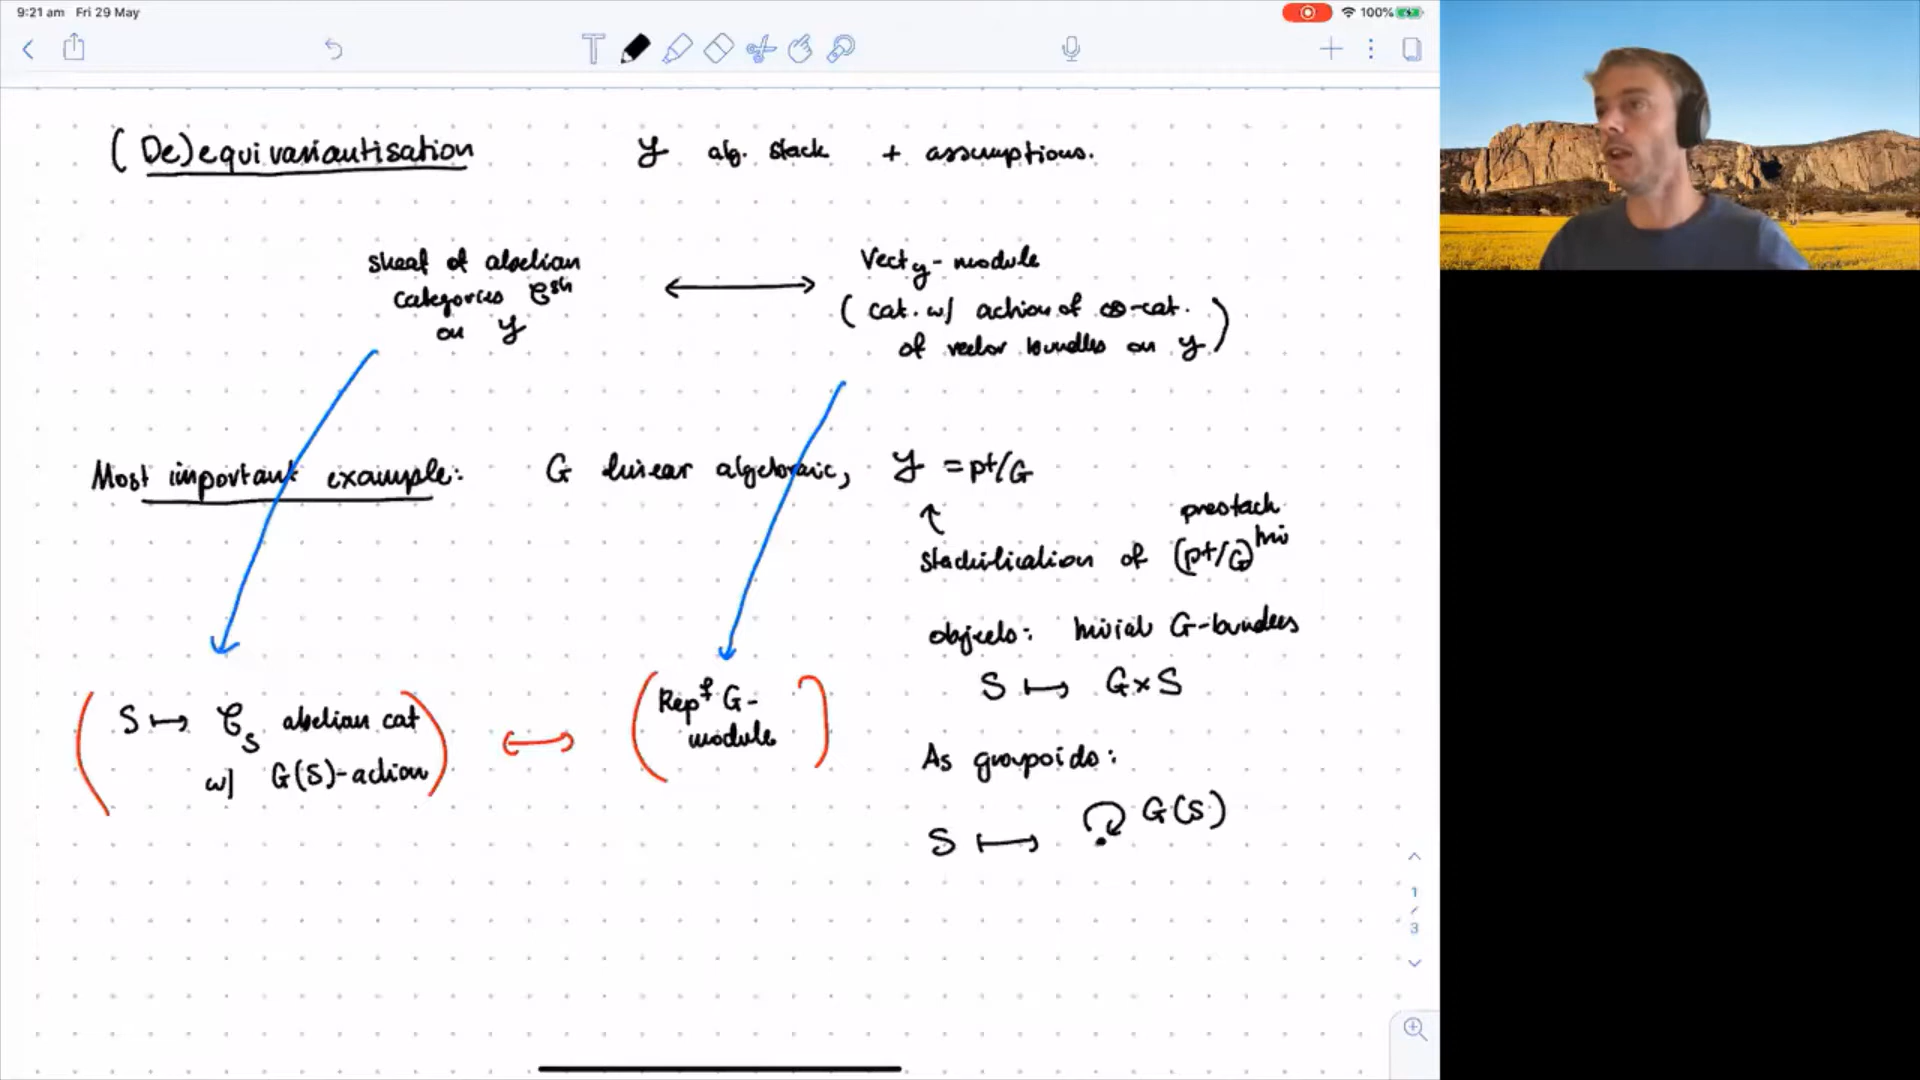 9:21 am Fri 29 May
100%
(De)equivariantisation 𝒴 alg. stack + assumptions.
sheaf of abelian
categories 𝒞^sh
on 𝒴
Vect_𝒴-module
(cat. w/ action of ⊗-cat.
of vector bundles on 𝒴)
Most important example: G linear algebraic, 𝒴 = pt/G
↑ prestack
stackification of (pt/G)^triv
objects: trivial G-bundles
S ↦ G×S
(S ↦ 𝒞_S abelian cat
w/ G(S)-action)
↔
(Rep^f G-
module)
As groupoids:
S ↦ G(S)
1
/
3